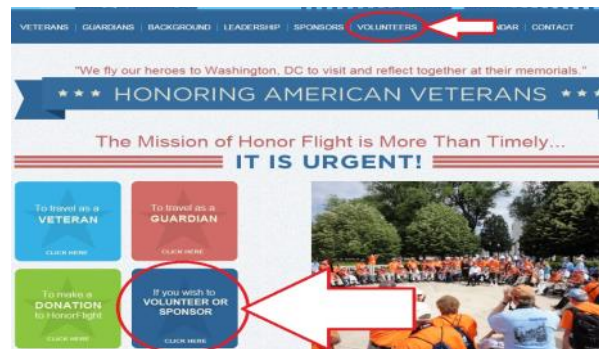 VETERANS | GUARDIANS | BACKGROUND | LEADERSHIP | SPONSORS | VOLUNTEERS DAR | CONTACT
"We fly our heroes to Washington, DC to visit and reflect together at their memorials."
★ ★ ★ HONORING AMERICAN VETERANS ★ ★
The Mission of Honor Flight is More Than Timely...
IT IS URGENT!
To travel as a
VETERAN
CLICK HERE
To travel as a
GUARDIAN
CLICK HERE
To make a
DONATION
to HonorFlight
CLICK HERE
If you wish to
VOLUNTEER OR
SPONSOR
CLICK HERE